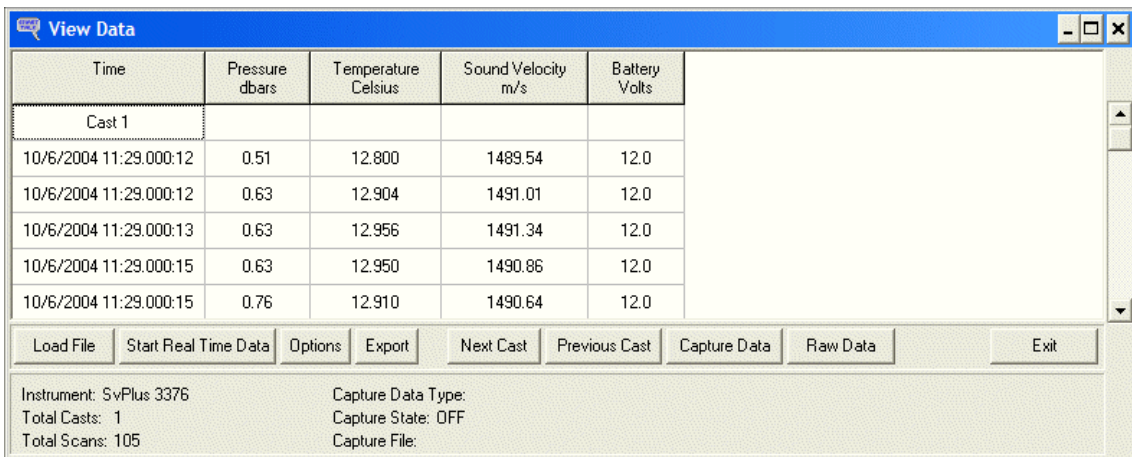 View Data
Time Pressure dbars Temperature Celsius Sound Velocity m/s Battery Volts
Cast 1
10/6/2004 11:29.000:12 0.51 12.800 1489.54 12.0
10/6/2004 11:29.000:12 0.63 12.904 1491.01 12.0
10/6/2004 11:29.000:13 0.63 12.956 1491.34 12.0
10/6/2004 11:29.000:15 0.63 12.950 1490.86 12.0
10/6/2004 11:29.000:15 0.76 12.910 1490.64 12.0
Load File Start Real Time Data Options Export Next Cast Previous Cast Capture Data Raw Data Exit
Instrument: SvPlus 3376 Capture Data Type:
Total Casts: 1 Capture State: OFF
Total Scans: 105 Capture File: